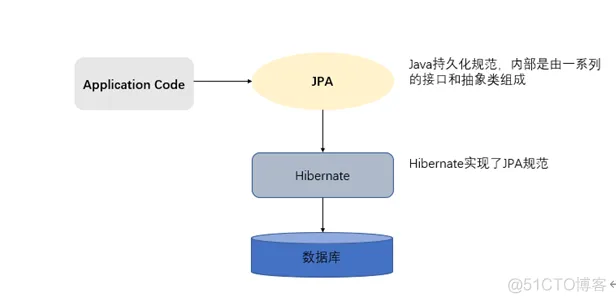 Application Code
JPA
Java持久化规范，内部是由一系列
的接口和抽象类组成
Hibernate
Hibernate实现了JPA规范
数据库
@51CTO博客